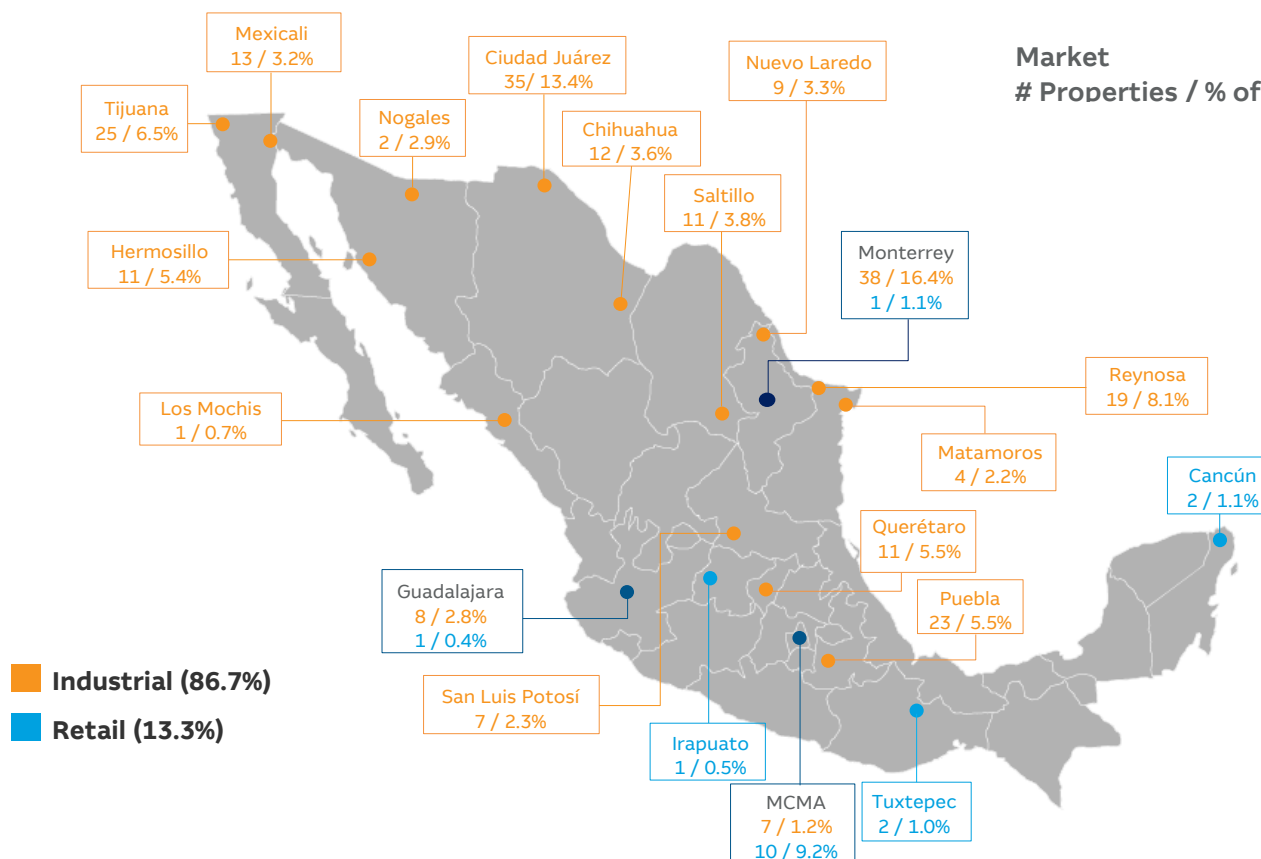 Mexicali
13 / 3.2%
Ciudad Juárez
35/ 13.4%
Nuevo Laredo
9 / 3.3%
Market
# Properties / % of
Tijuana
25 / 6.5%
Nogales
2 / 2.9%
Chihuahua
12 / 3.6%
Saltillo
11 / 3.8%
Hermosillo
11 / 5.4%
Monterrey
38 / 16.4%
1 / 1.1%
Reynosa
19 / 8.1%
Los Mochis
1 / 0.7%
Matamoros
4 / 2.2%
Cancún
2 / 1.1%
Querétaro
11 / 5.5%
Guadalajara
8 / 2.8%
1 / 0.4%
Puebla
23 / 5.5%
Industrial (86.7%)
Retail (13.3%)
San Luis Potosí
7 / 2.3%
Irapuato
1 / 0.5%
MCMA
7 / 1.2%
10 / 9.2%
Tuxtepec
2 / 1.0%